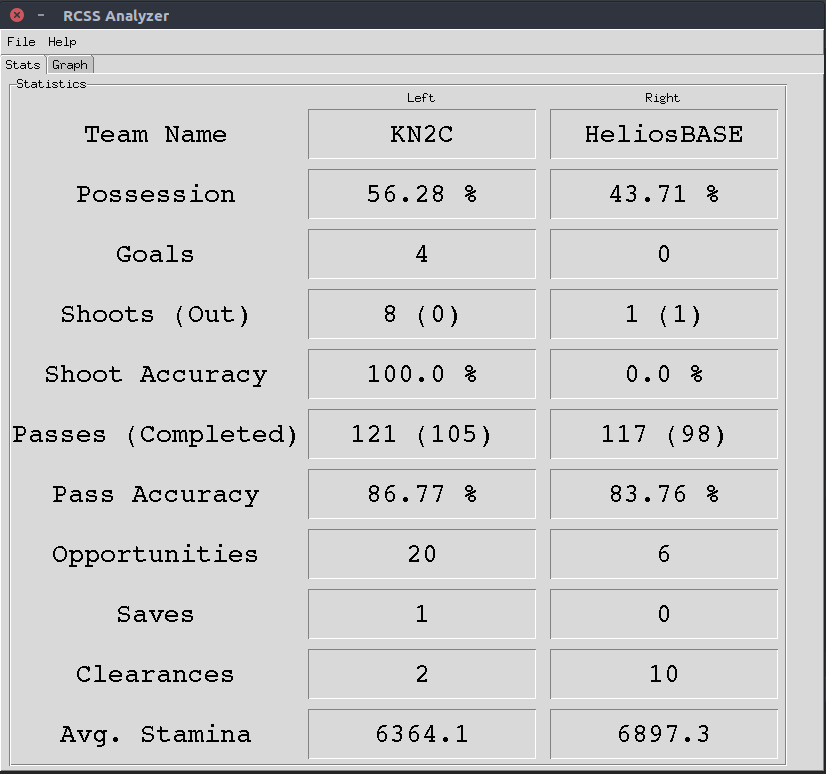 RCSS Analyzer
File Help
Stats Graph
Statistics
Left Right
Team Name KN2C HeliosBASE
Possession 56.28 % 43.71 %
Goals 4 0
Shoots (Out) 8 (0) 1 (1)
Shoot Accuracy 100.0 % 0.0 %
Passes (Completed) 121 (105) 117 (98)
Pass Accuracy 86.77 % 83.76 %
Opportunities 20 6
Saves 1 0
Clearances 2 10
Avg. Stamina 6364.1 6897.3